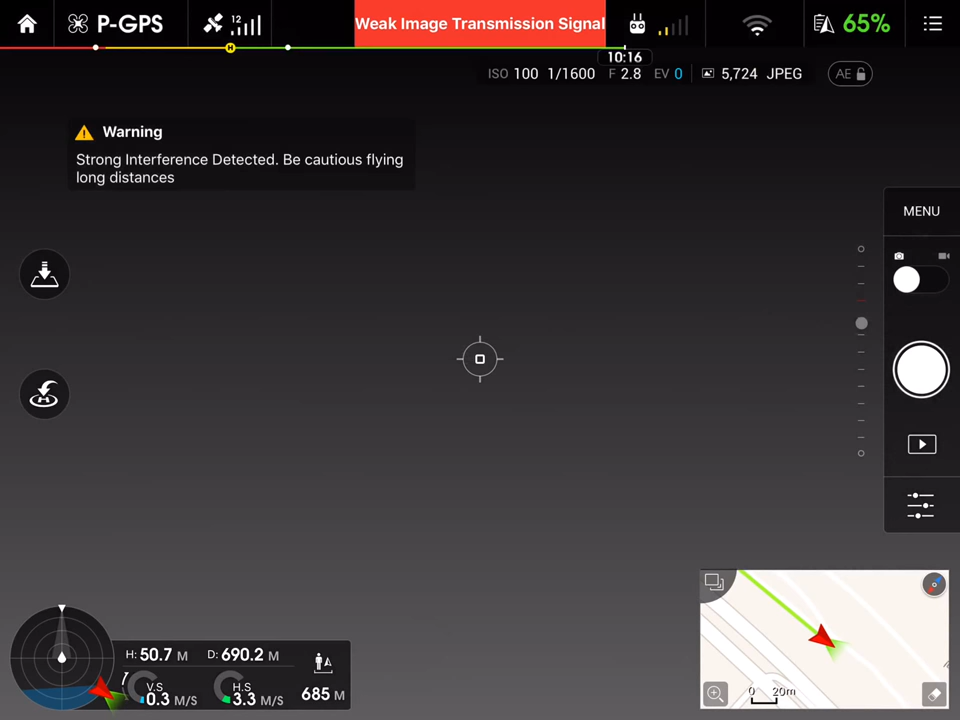 P-GPS
12
Weak Image Transmission Signal
65%
H
10:16
ISO 100 1/1600 F 2.8 EV 0 5,724 JPEG AE
Warning
Strong Interference Detected. Be cautious flying
long distances
MENU
H: 50.7 M D: 690.2 M
V.S
0.3 M/S
H.S
3.3 M/S
685 M
0 20m